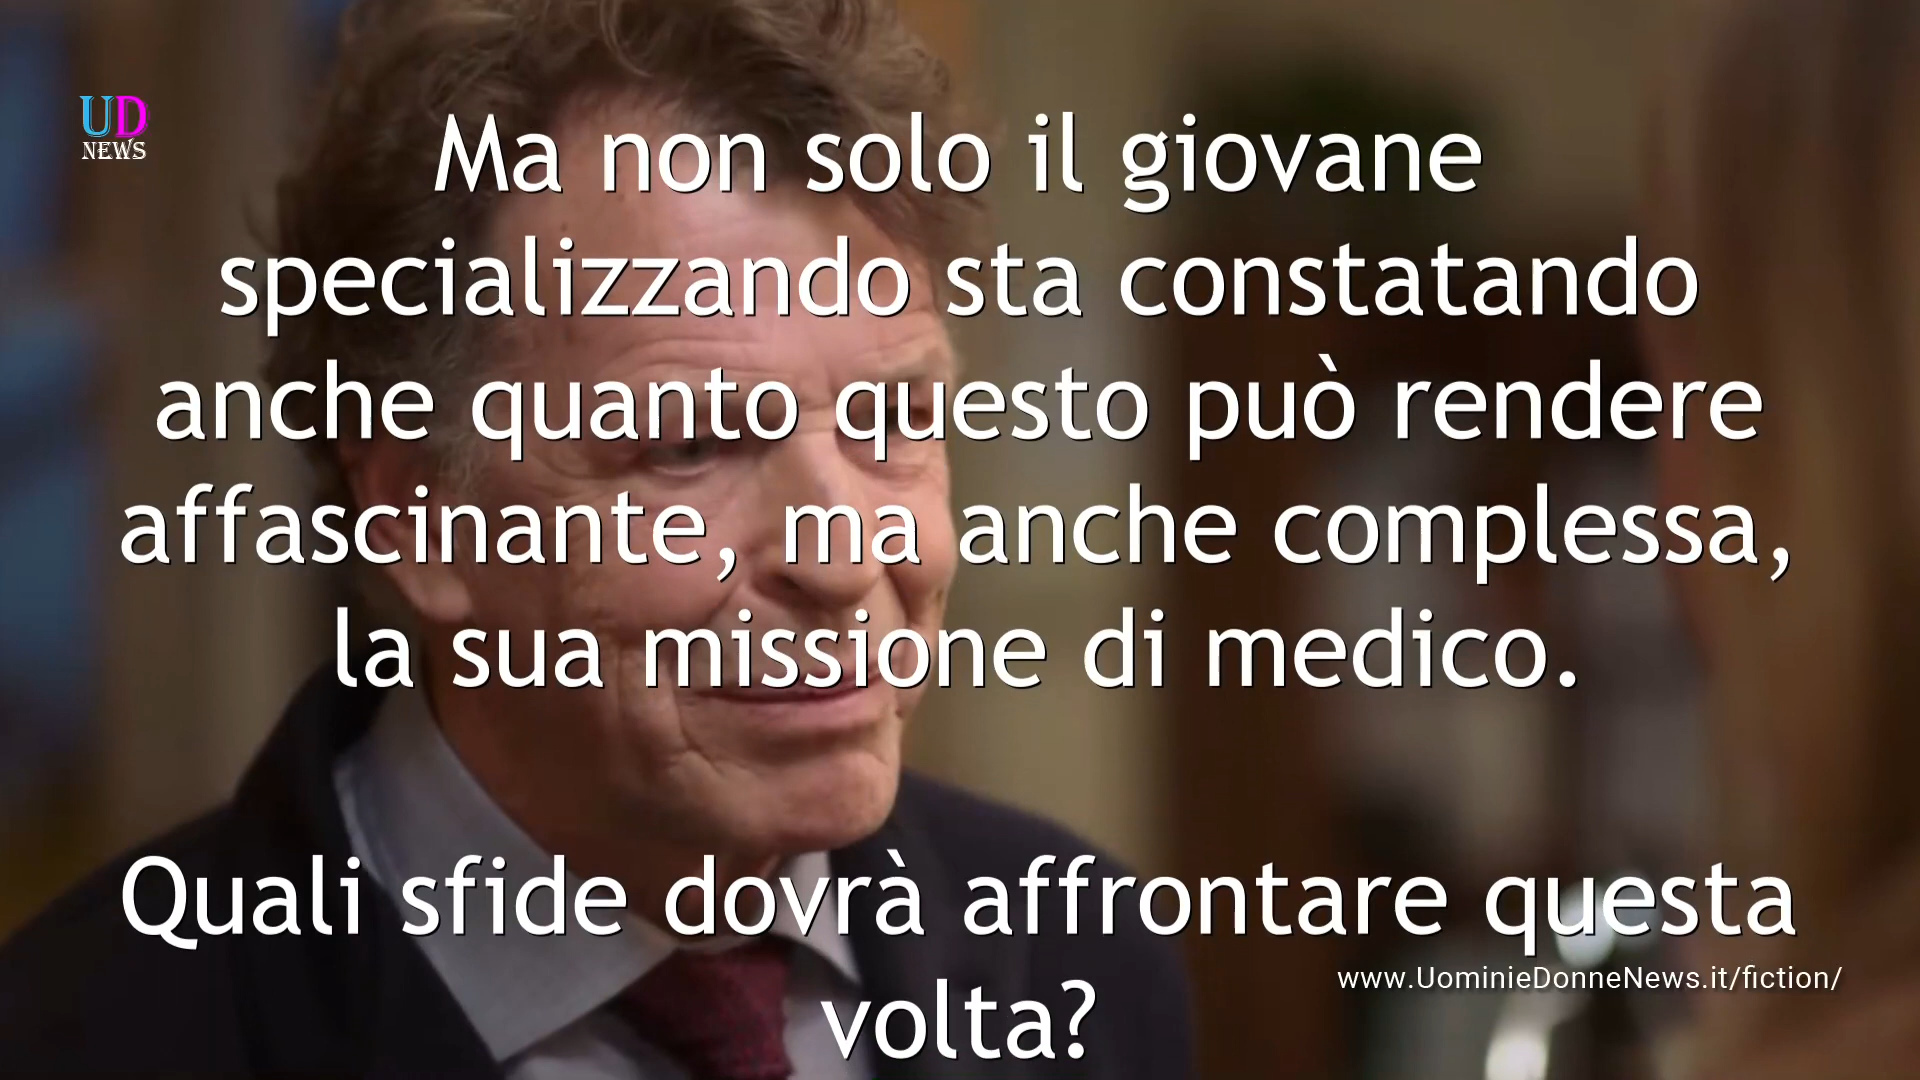 UD
NEWS
Ma non solo il giovane
specializzando sta constatando
anche quanto questo può rendere
affascinante, ma anche complessa,
la sua missione di medico.
Quali sfide dovrà affrontare questa
volta?
www.UominieDonneNews.it/fiction/